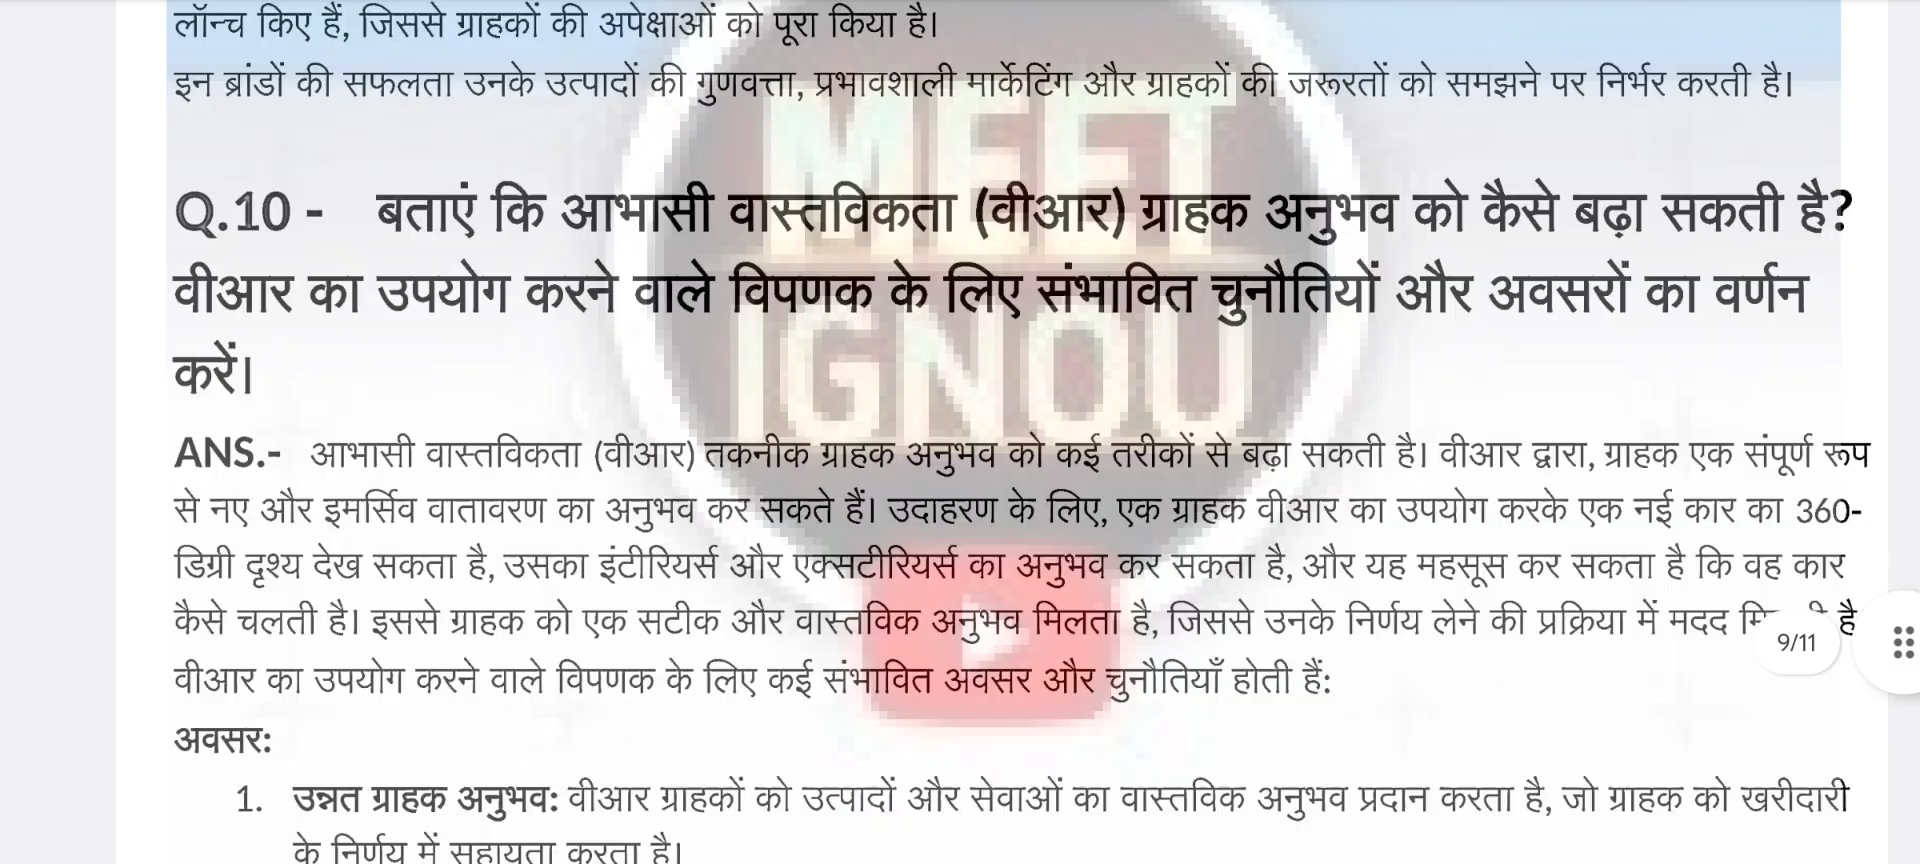 लॉन्च किए हैं, जिससे ग्राहकों की अपेक्षाओं को पूरा किया है।
इन ब्रांडों की सफलता उनके उत्पादों की गुणवत्ता, प्रभावशाली मार्केटिंग और ग्राहकों की जरूरतों को समझने पर निर्भर करती है।
MEET
IGNOU
Q.10 - बताएं कि आभासी वास्तविकता (वीआर) ग्राहक अनुभव को कैसे बढ़ा सकती है?
वीआर का उपयोग करने वाले विपणक के लिए संभावित चुनौतियों और अवसरों का वर्णन
करें।
ANS.- आभासी वास्तविकता (वीआर) तकनीक ग्राहक अनुभव को कई तरीकों से बढ़ा सकती है। वीआर द्वारा, ग्राहक एक संपूर्ण रूप
से नए और इमर्सिव वातावरण का अनुभव कर सकते हैं। उदाहरण के लिए, एक ग्राहक वीआर का उपयोग करके एक नई कार का 360-
डिग्री दृश्य देख सकता है, उसका इंटीरियर्स और एक्सटीरियर्स का अनुभव कर सकता है, और यह महसूस कर सकता है कि वह कार
कैसे चलती है। इससे ग्राहक को एक सटीक और वास्तविक अनुभव मिलता है, जिससे उनके निर्णय लेने की प्रक्रिया में मदद है
9/11
वीआर का उपयोग करने वाले विपणक के लिए कई संभावित अवसर और चुनौतियाँ होती हैं:
अवसर:
1. उन्नत ग्राहक अनुभव: वीआर ग्राहकों को उत्पादों और सेवाओं का वास्तविक अनुभव प्रदान करता है, जो ग्राहक को खरीदारी
के निर्णय में सहायता करता है।